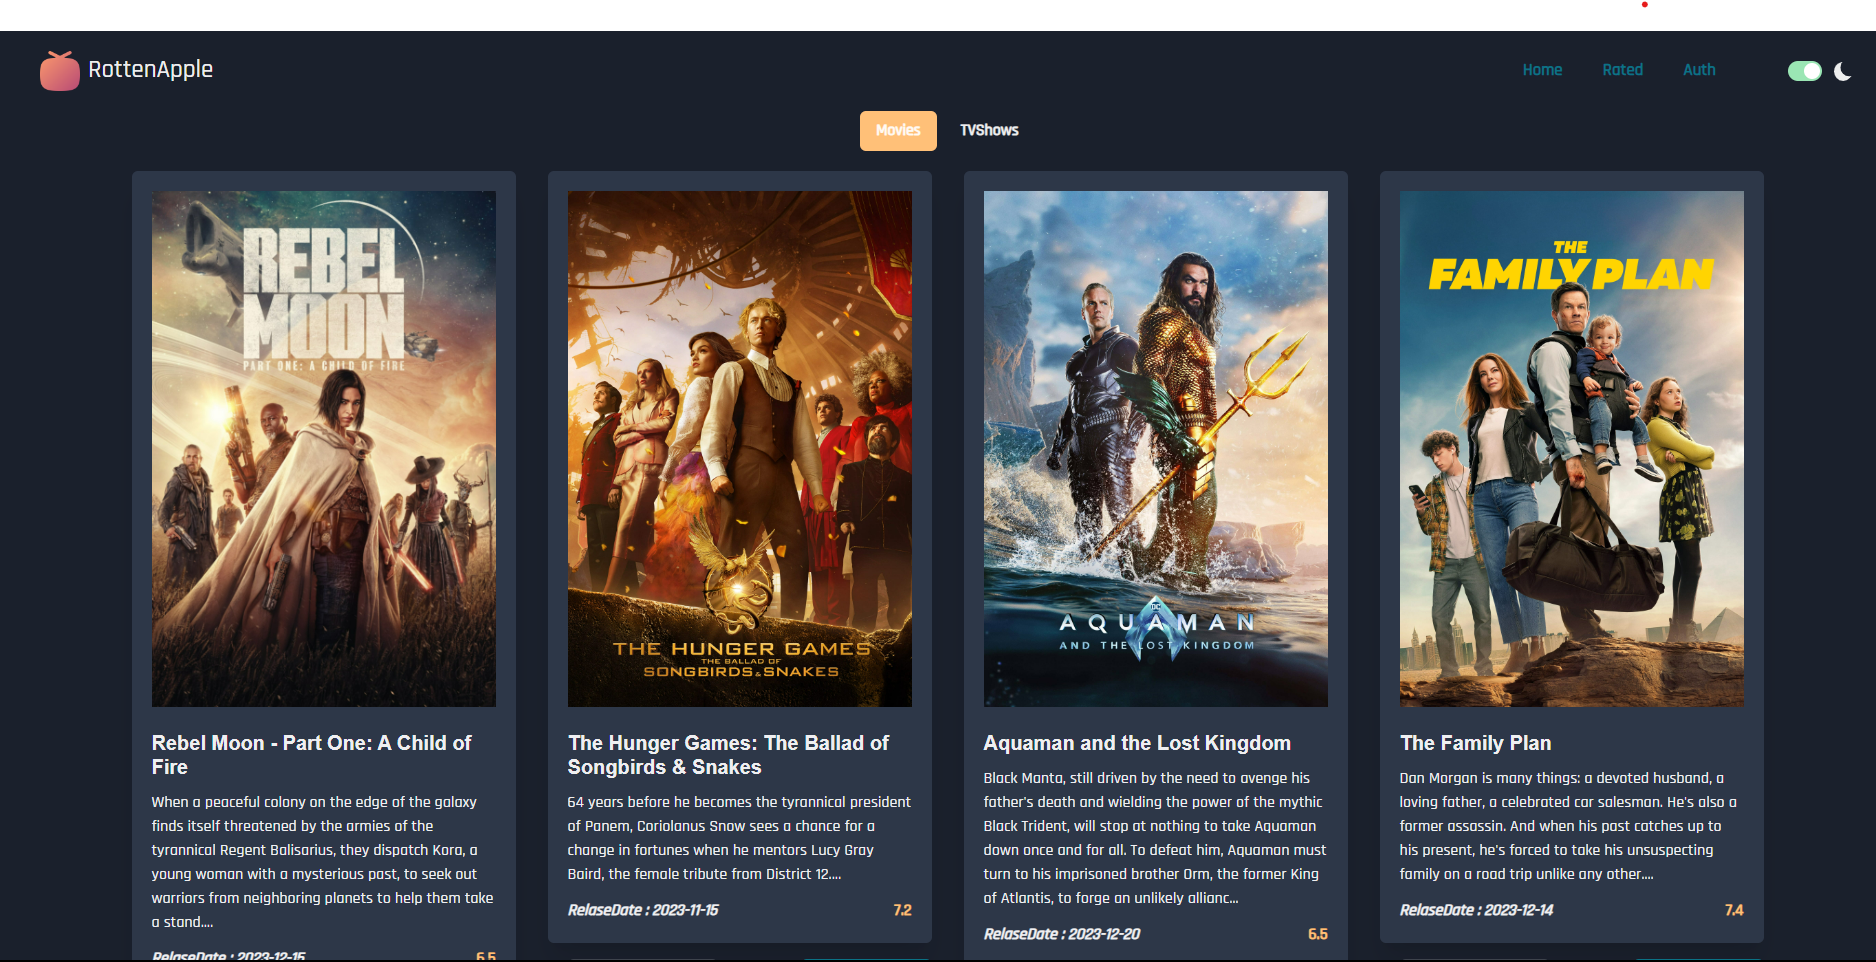 RottenApple
Home
Rated
Auth
Movies
TVShows
REBEL
MOON
PART ONE: A CHILD OF FIRE
Rebel Moon - Part One: A Child of
Fire
When a peaceful colony on the edge of the galaxy
finds itself threatened by the armies of the
tyrannical Regent Balisarius, they dispatch Kora, a
young woman with a mysterious past, to seek out
warriors from neighboring planets to help them take
a stand....
RelaseDate : 2023-12-15
6.5
THE HUNGER GAMES
THE BALLAD OF
SONGBIRDS & SNAKES
The Hunger Games: The Ballad of
Songbirds & Snakes
64 years before he becomes the tyrannical president
of Panem, Coriolanus Snow sees a chance for a
change in fortunes when he mentors Lucy Gray
Baird, the female tribute from District 12....
RelaseDate : 2023-11-15
7.2
DC
AQUAMAN
AND THE LOST KINGDOM
Aquaman and the Lost Kingdom
Black Manta, still driven by the need to avenge his
father's death and wielding the power of the mythic
Black Trident, will stop at nothing to take Aquaman
down once and for all. To defeat him, Aquaman must
turn to his imprisoned brother Orm, the former King
of Atlantis, to forge an unlikely allianc...
RelaseDate : 2023-12-20
6.5
THE
FAMILY PLAN
The Family Plan
Dan Morgan is many things: a devoted husband, a
loving father, a celebrated car salesman. He's also a
former assassin. And when his past catches up to
his present, he's forced to take his unsuspecting
family on a road trip unlike any other....
RelaseDate : 2023-12-14
7.4